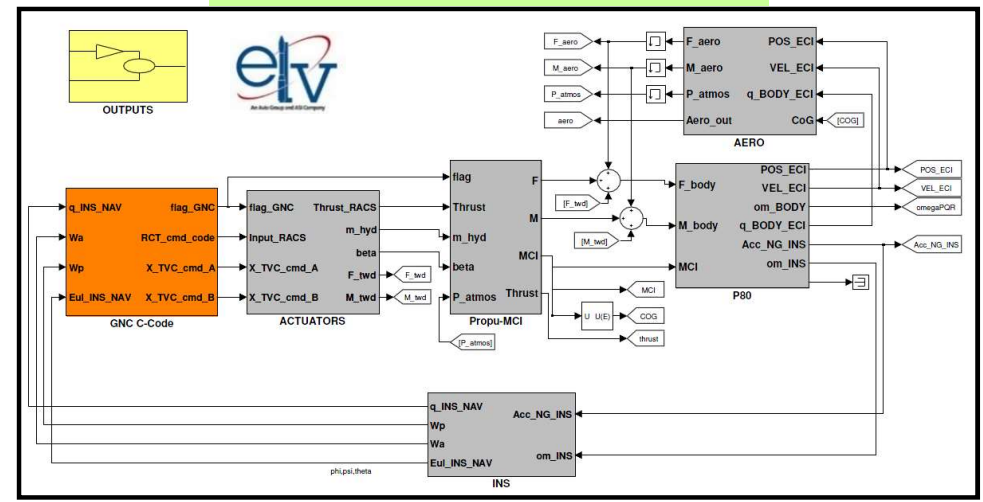 OUTPUTS
elv
An Avio Group and ASI Company
F_aero
M_aero
P_atmos
aero
F_aero
M_aero
P_atmos
Aero_out
POS_ECI
VEL_ECI
q_BODY_ECI
CoG
[COG]
AERO
q_INS_NAV
Wa
Wp
Eul_INS_NAV
flag_GNC
RCT_cmd_code
X_TVC_cmd_A
X_TVC_cmd_B
GNC C-Code
flag_GNC
Input_RACS
X_TVC_cmd_A
X_TVC_cmd_B
Thrust_RACS
m_hyd
beta
F_twd
M_twd
ACTUATORS
F_twd
M_twd
flag
Thrust
m_hyd
beta
P_atmos
F
M
MCI
Thrust
Propu-MCI
[P_atmos]
[F_twd]
[M_twd]
MCI
U U(E)
COG
thrust
F_body
M_body
MCI
POS_ECI
VEL_ECI
om_BODY
q_BODY_ECI
Acc_NG_INS
om_INS
P80
POS_ECI
VEL_ECI
omegaPQR
Acc_NG_INS
q_INS_NAV
Wp
Wa
Eul_INS_NAV
Acc_NG_INS
om_INS
INS
phi,psi,theta